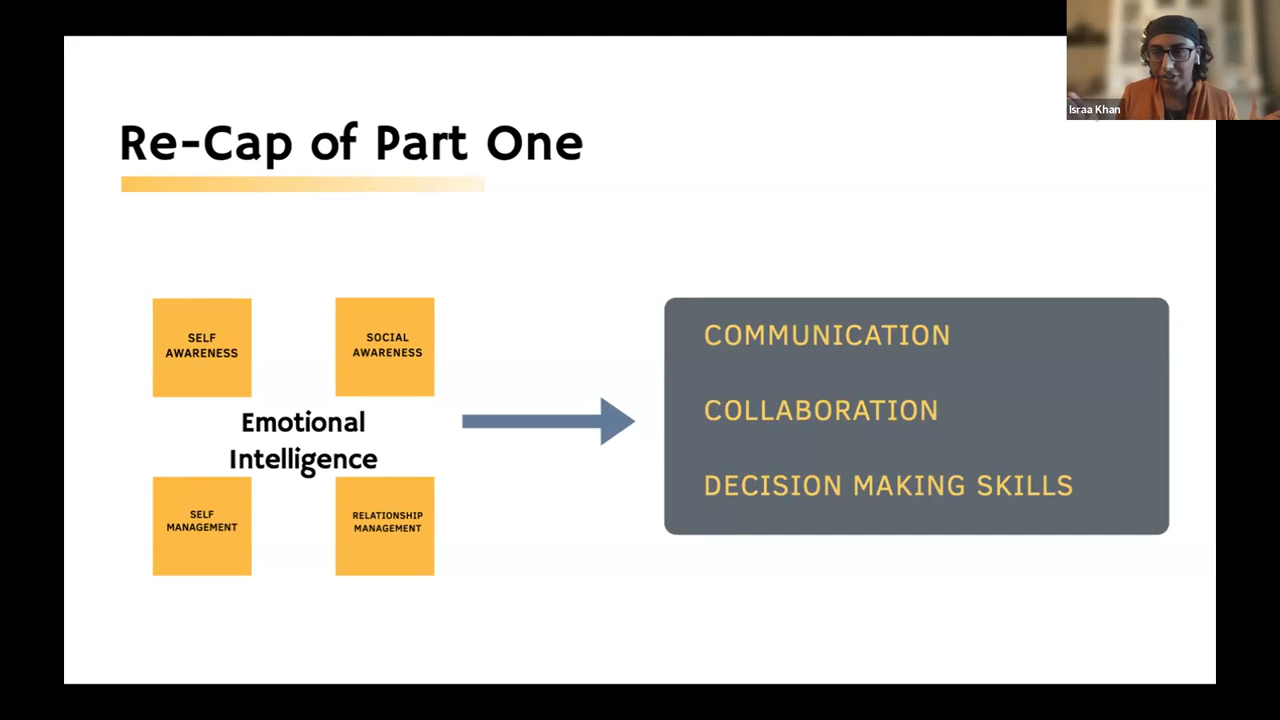 Israa Khan
Re-Cap of Part One
SELF
AWARENESS
SOCIAL
AWARENESS
Emotional
Intelligence
SELF
MANAGEMENT
RELATIONSHIP
MANAGEMENT
COMMUNICATION
COLLABORATION
DECISION MAKING SKILLS